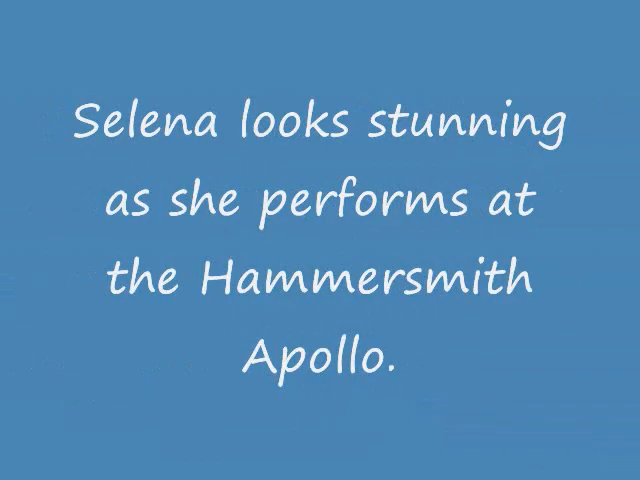 Selena looks stunning
as she performs at
the Hammersmith
Apollo.